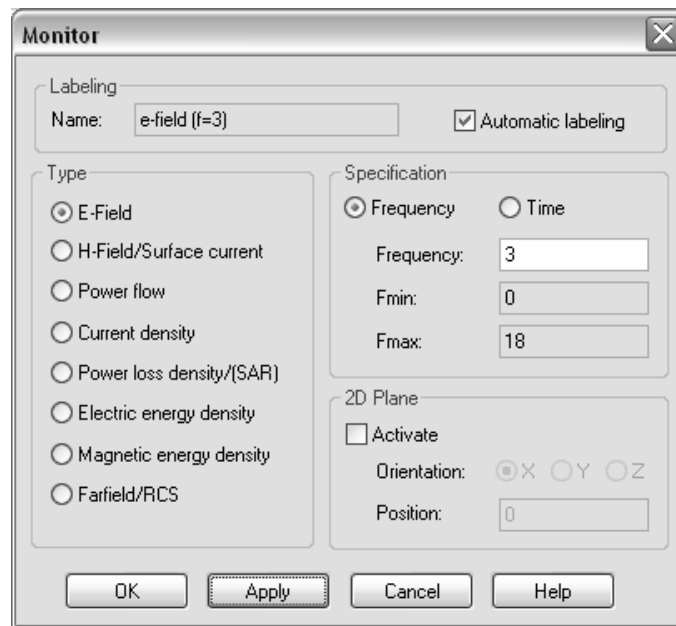 Monitor
Labeling
Name: e-field (f=3) Automatic labeling
Type
E-Field
H-Field/Surface current
Power flow
Current density
Power loss density/(SAR)
Electric energy density
Magnetic energy density
Farfield/RCS
Specification
Frequency Time
Frequency: 3
Fmin: 0
Fmax: 18
2D Plane
Activate
Orientation: X Y Z
Position: 0
OK Apply Cancel Help